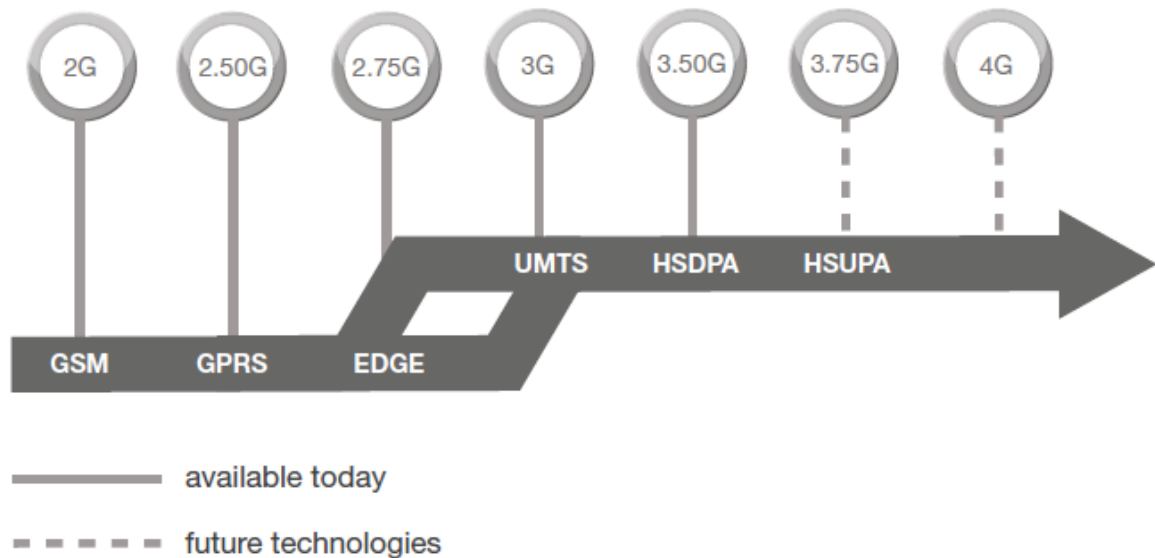 2G 2.50G 2.75G 3G 3.50G 3.75G 4G
UMTS HSDPA HSUPA
GSM GPRS EDGE
available today
future technologies